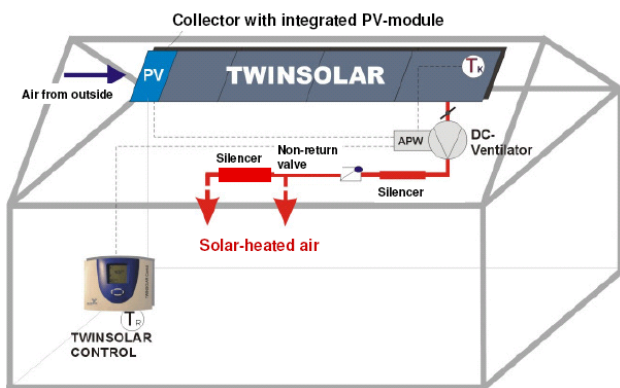 Collector with integrated PV-module
PV
TWINSOLAR
TK
Air from outside
APW
DC-
Ventilator
Non-return
valve
Silencer
Silencer
Solar-heated air
TR
TWINSOLAR
CONTROL